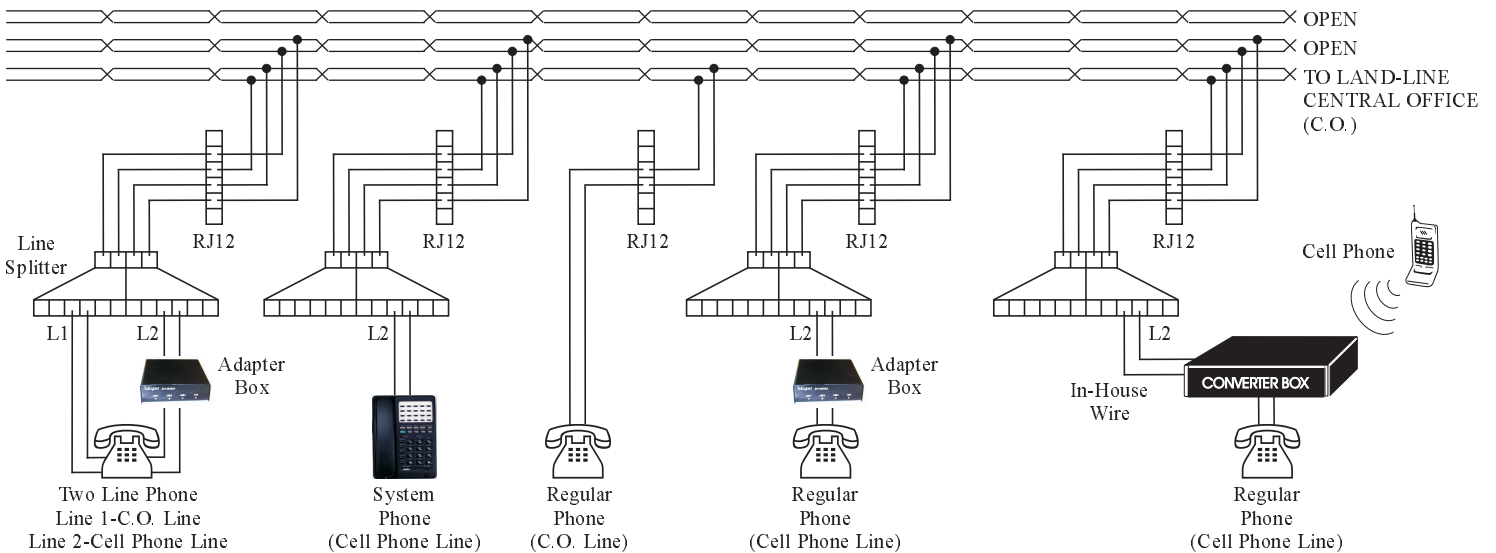 OPEN
OPEN
TO LAND-LINE
CENTRAL OFFICE
(C.O.)
RJ12
RJ12
RJ12
RJ12
RJ12
Line
Splitter
Cell Phone
L1
L2
L2
L2
L2
Adapter
Box
Adapter
Box
In-House
Wire
CONVERTER BOX
Two Line Phone
Line 1-C.O. Line
Line 2-Cell Phone Line
System
Phone
(Cell Phone Line)
Regular
Phone
(C.O. Line)
Regular
Phone
(Cell Phone Line)
Regular
Phone
(Cell Phone Line)